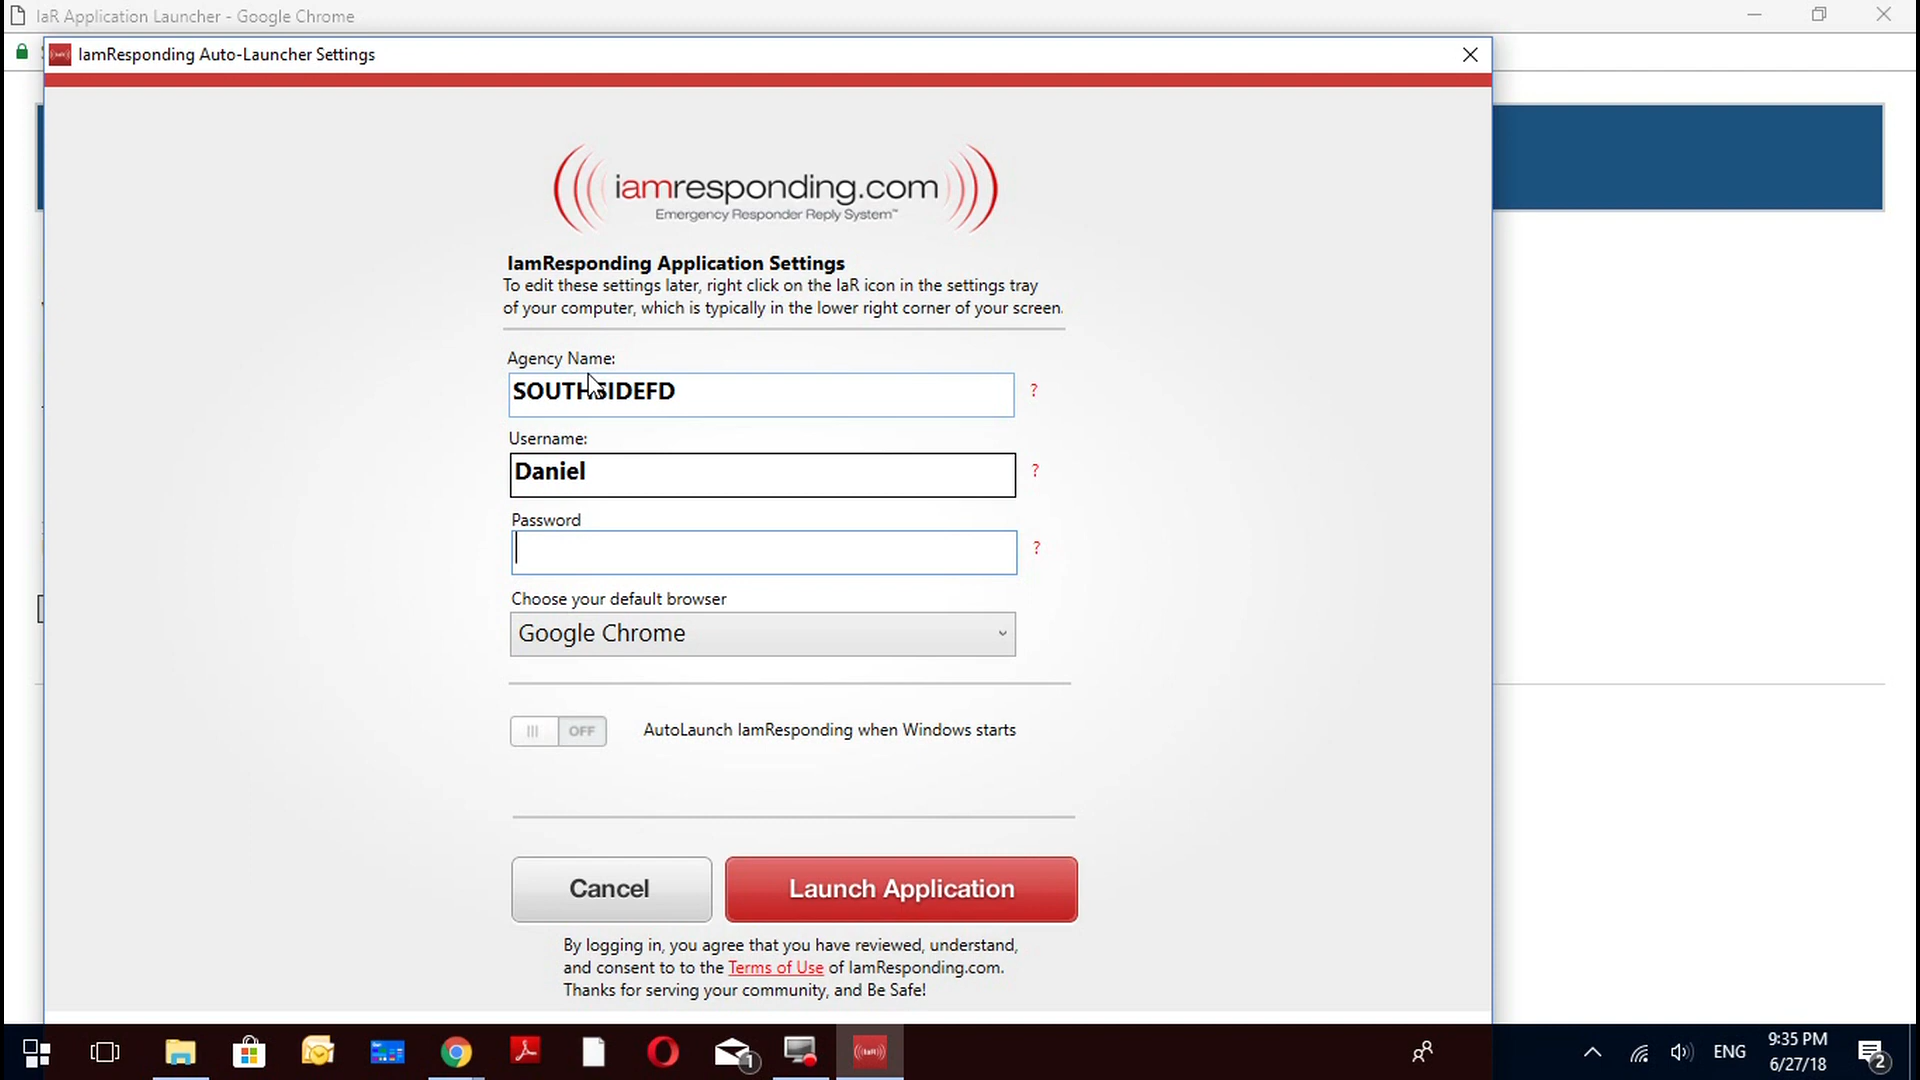 IaR Application Launcher - Google Chrome
IamResponding Auto-Launcher Settings
iamresponding.com
Emergency Responder Reply System™
IamResponding Application Settings
To edit these settings later, right click on the IaR icon in the settings tray
of your computer, which is typically in the lower right corner of your screen.
Agency Name:
SOUTHSIDEFD
?
Username:
Daniel
?
Password
?
Choose your default browser
Google Chrome
OFF
AutoLaunch IamResponding when Windows starts
Cancel
Launch Application
By logging in, you agree that you have reviewed, understand,
and consent to to the Terms of Use of IamResponding.com.
Thanks for serving your community, and Be Safe!
1
ENG
9:35 PM
6/27/18
2